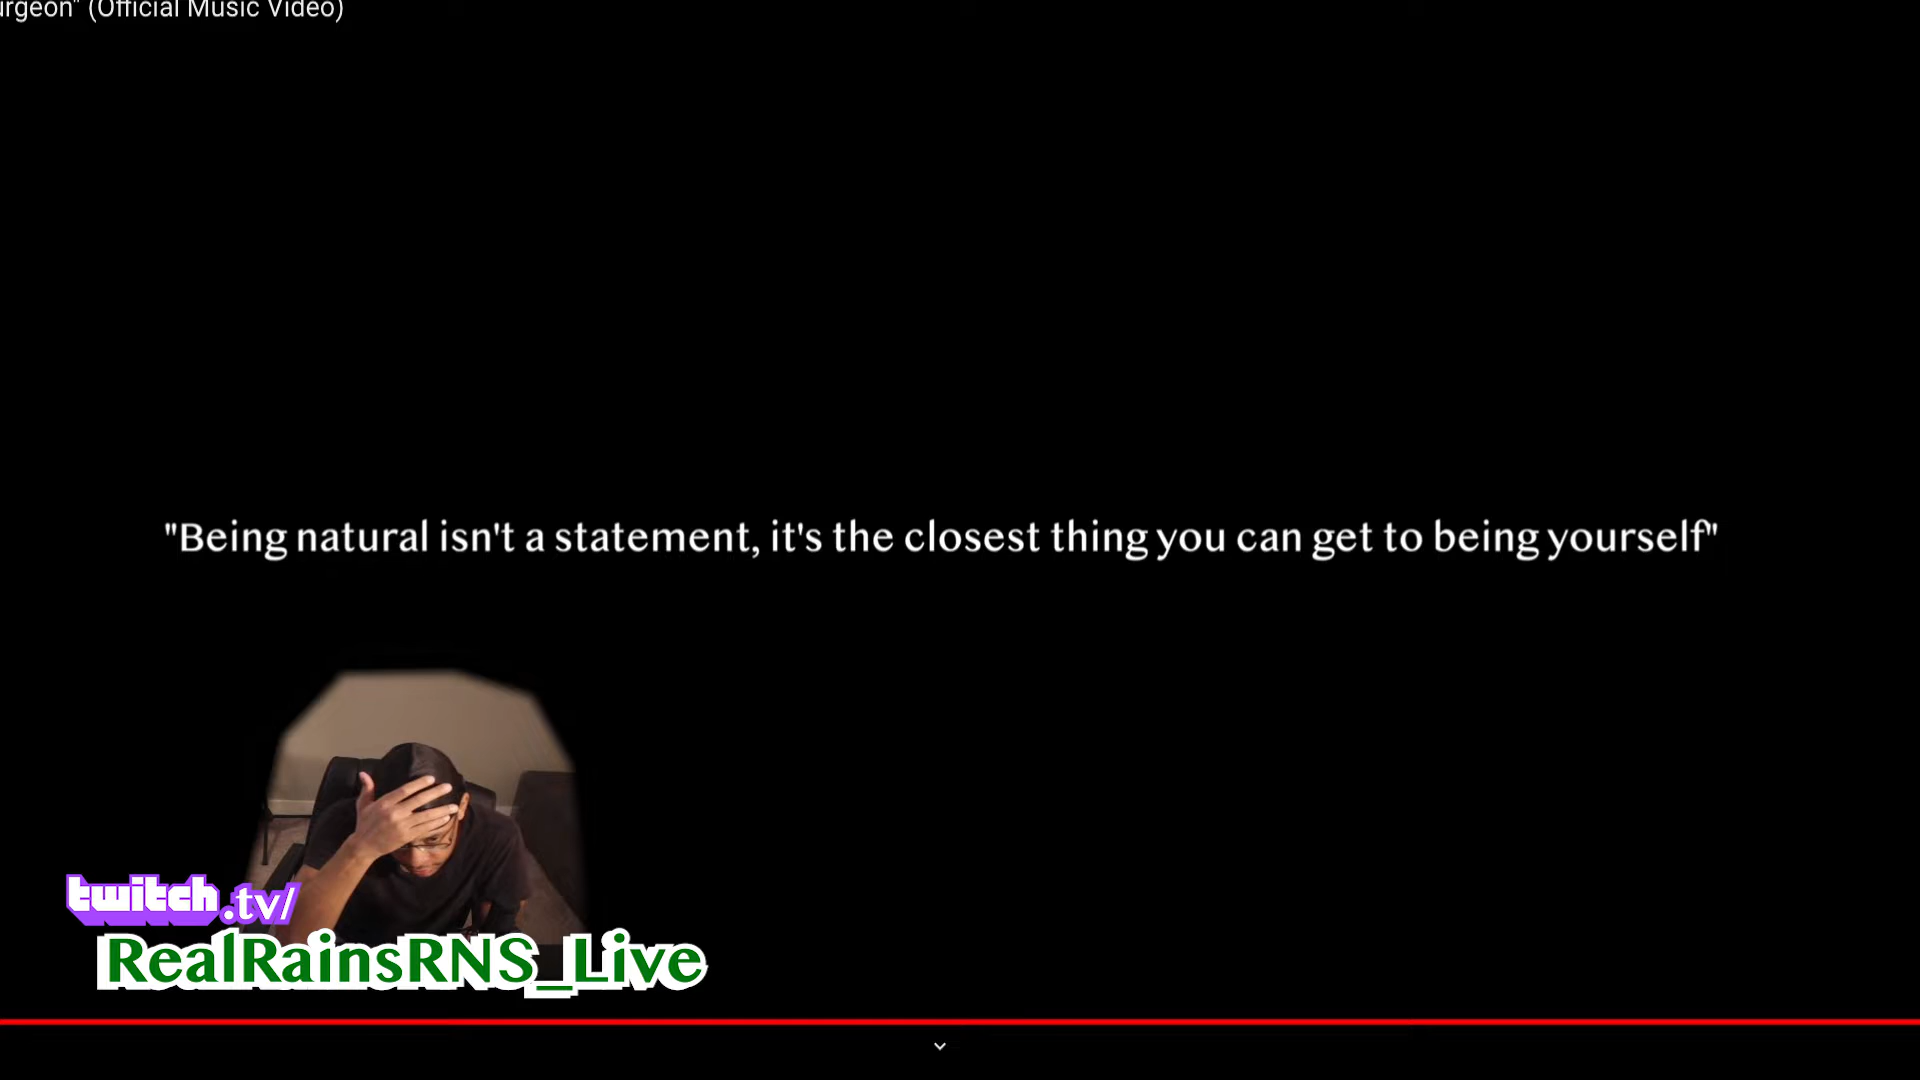 urgeon" (Official Music Video)
"Being natural isn't a statement, it's the closest thing you can get to being yourself"
twitch.tv/
RealRainsRNS_Live